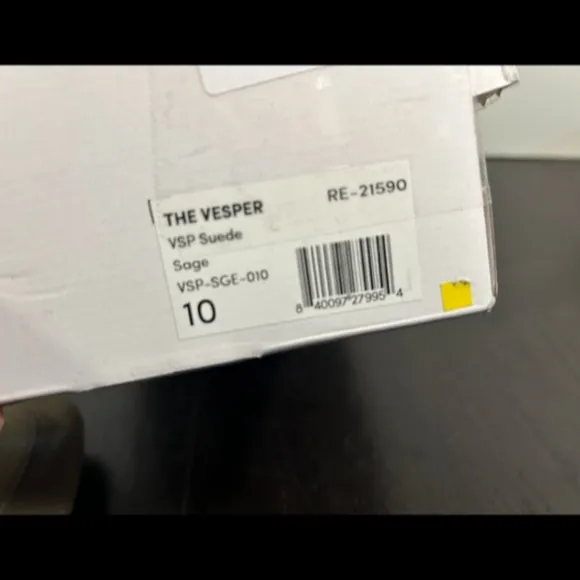 THE VESPER
RE-21590
VSP Suede
Sage
VSP-SGE-010
10
8 40097 27995 4